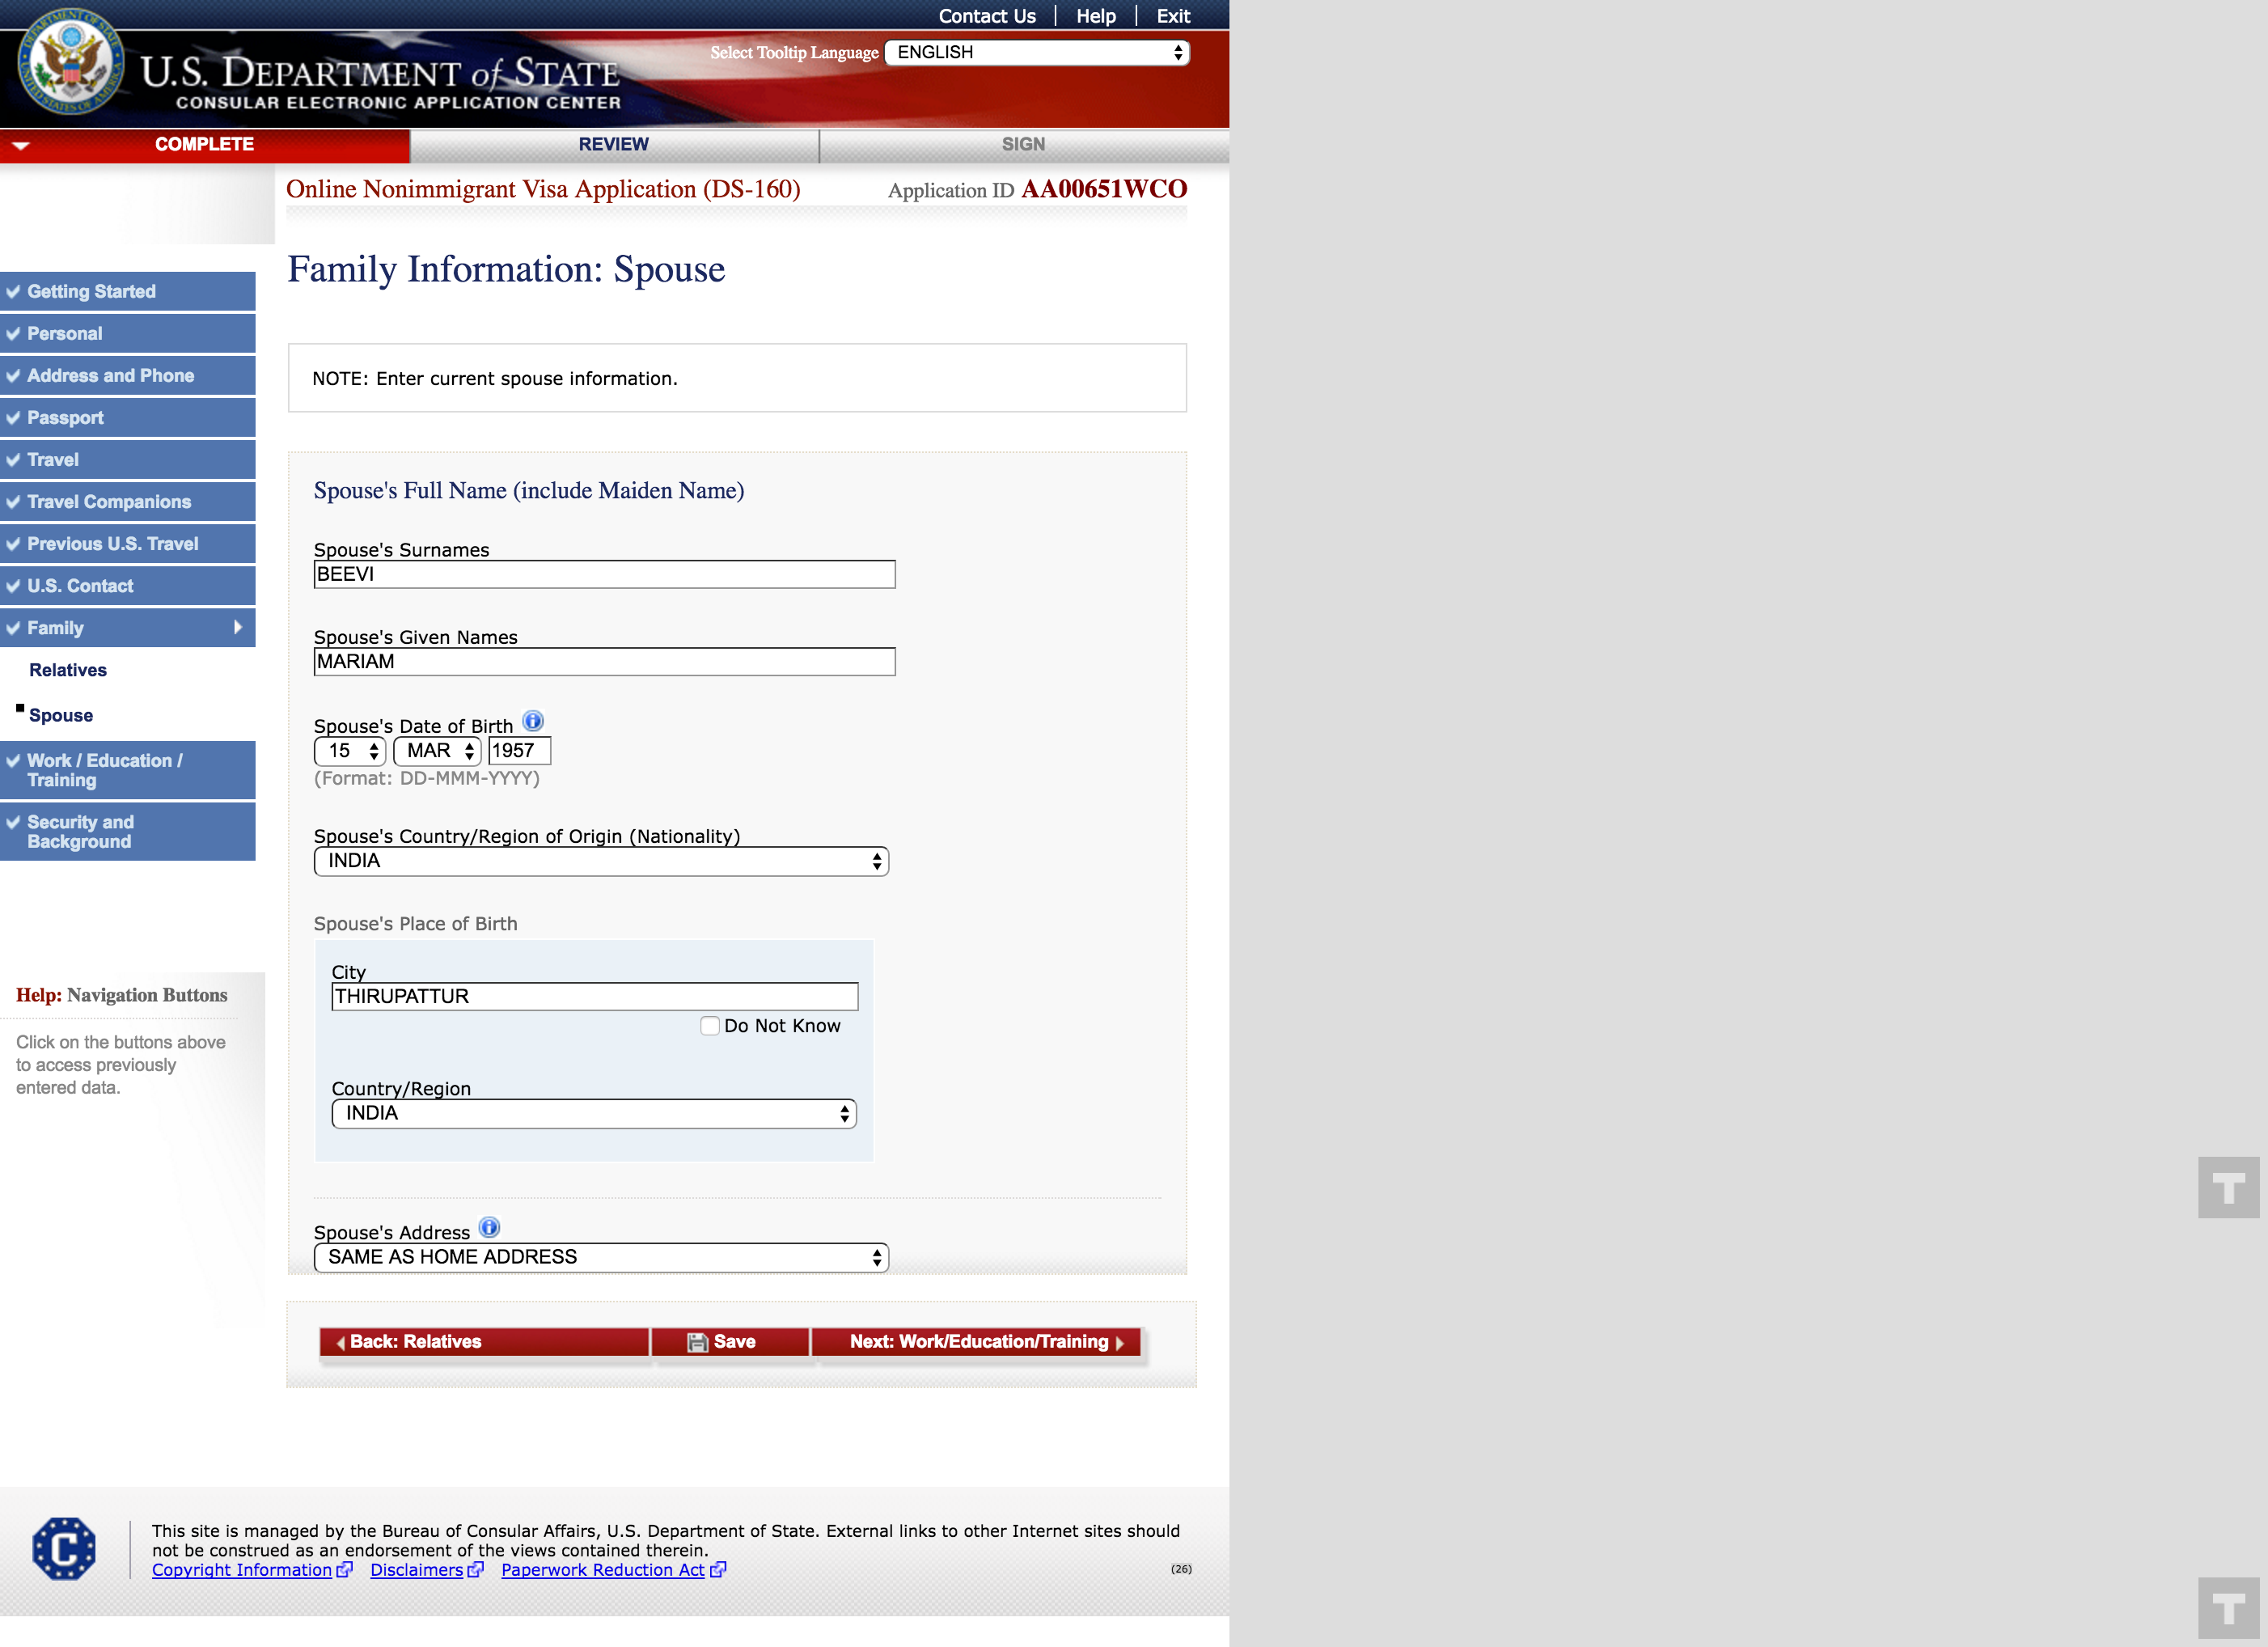 Contact Us | Help | Exit
Select Tooltip Language ENGLISH
U.S. DEPARTMENT of STATE
CONSULAR ELECTRONIC APPLICATION CENTER
COMPLETE REVIEW SIGN
Online Nonimmigrant Visa Application (DS-160) Application ID AA00651WCO
Family Information: Spouse
Getting Started
Personal
Address and Phone
Passport
Travel
Travel Companions
Previous U.S. Travel
U.S. Contact
Family
Relatives
Spouse
Work / Education /
Training
Security and
Background
Help: Navigation Buttons
Click on the buttons above
to access previously
entered data.
NOTE: Enter current spouse information.
Spouse's Full Name (include Maiden Name)
Spouse's Surnames
BEEVI
Spouse's Given Names
MARIAM
Spouse's Date of Birth
15 MAR 1957
(Format: DD-MMM-YYYY)
Spouse's Country/Region of Origin (Nationality)
INDIA
Spouse's Place of Birth
City
THIRUPATTUR
Do Not Know
Country/Region
INDIA
Spouse's Address
SAME AS HOME ADDRESS
Back: Relatives Save Next: Work/Education/Training
C
This site is managed by the Bureau of Consular Affairs, U.S. Department of State. External links to other Internet sites should
not be construed as an endorsement of the views contained therein.
Copyright Information Disclaimers Paperwork Reduction Act
(26)
T
T